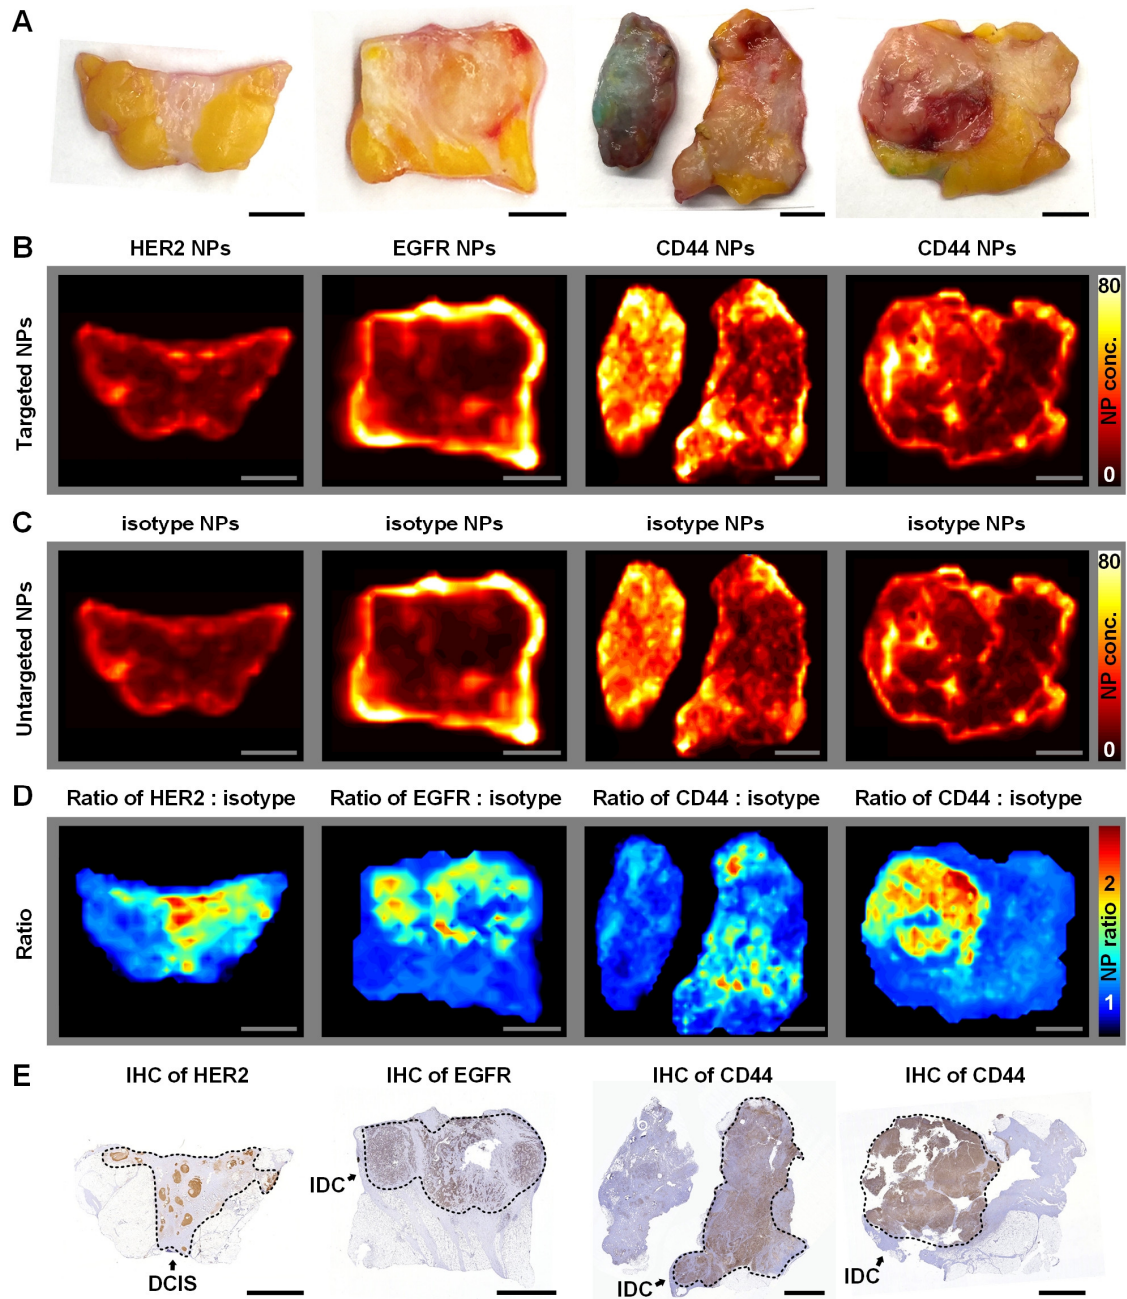 A
B
HER2 NPs
EGFR NPs
CD44 NPs
CD44 NPs
Targeted NPs
80
NP conc.
0
C
isotype NPs
isotype NPs
isotype NPs
isotype NPs
Untargeted NPs
80
NP conc.
0
D
Ratio of HER2 : isotype
Ratio of EGFR : isotype
Ratio of CD44 : isotype
Ratio of CD44 : isotype
Ratio
2
NP ratio
1
E
IHC of HER2
IHC of EGFR
IHC of CD44
IHC of CD44
DCIS
IDC
IDC
IDC